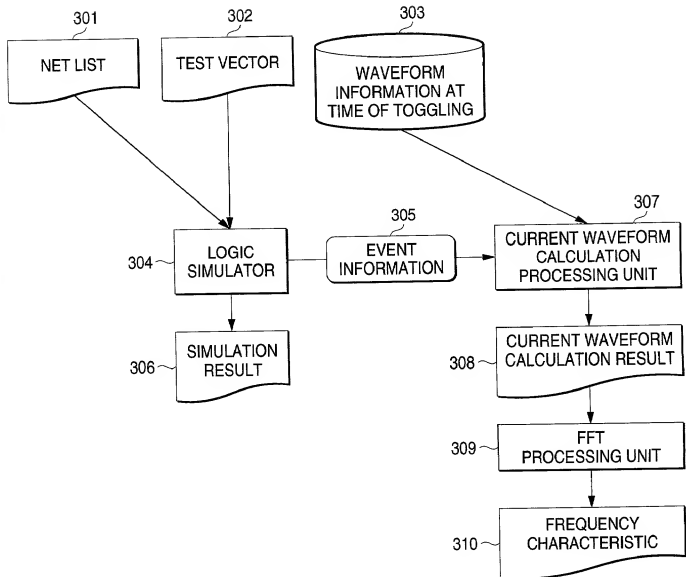 301
302
303
NET LIST
TEST VECTOR
WAVEFORM
INFORMATION AT
TIME OF TOGGLING
304
LOGIC
SIMULATOR
305
EVENT
INFORMATION
307
CURRENT WAVEFORM
CALCULATION
PROCESSING UNIT
306
SIMULATION
RESULT
308
CURRENT WAVEFORM
CALCULATION RESULT
309
FFT
PROCESSING UNIT
310
FREQUENCY
CHARACTERISTIC